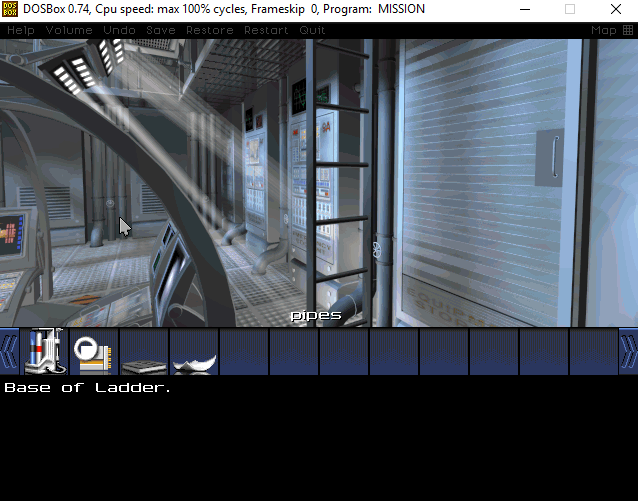 DOSBox 0.74, Cpu speed: max 100% cycles, Frameskip 0, Program: MISSION
Help Volume Undo Save Restore Restart Quit Map
pipes
Base of Ladder.